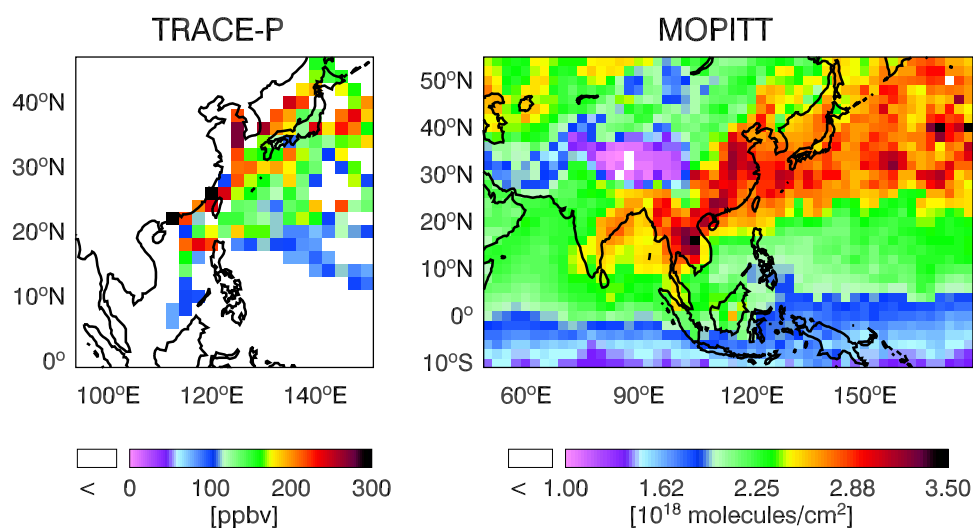 TRACE-P
MOPITT
40°N
30°N
20°N
10°N
0°
100°E 120°E 140°E
50°N
40°N
30°N
20°N
10°N
0°
10°S
60°E 90°E 120°E 150°E
< 0 100 200 300
[ppbv]
< 1.00 1.62 2.25 2.88 3.50
[10¹⁸ molecules/cm²]